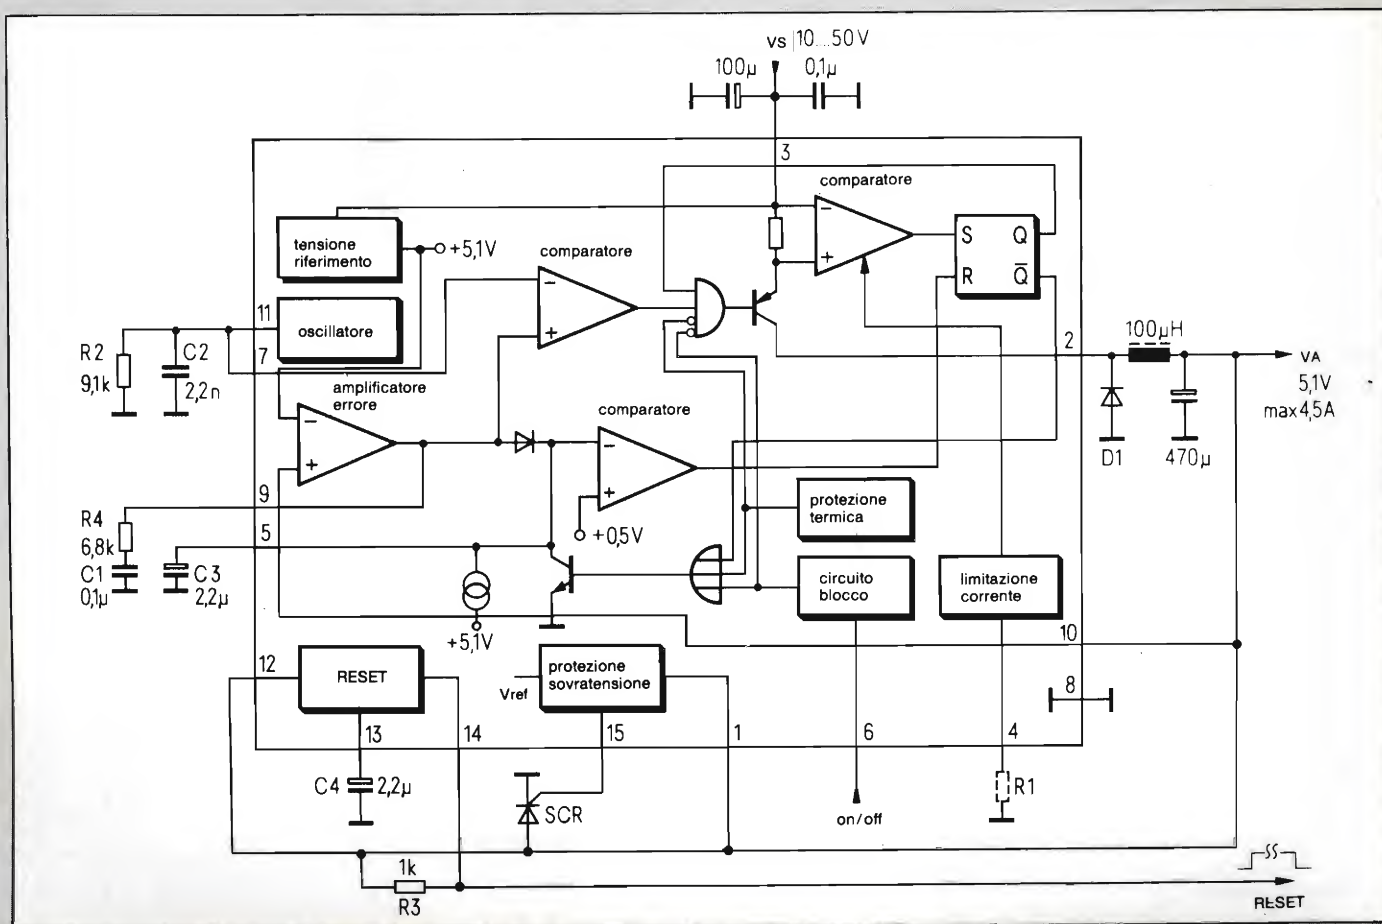 VS 10...50V
100µ
0,1µ
3
comparatore
tensione
riferimento
+5,1V
comparatore
−
+
S
Q
R
Q̅
−
+
11
oscillatore
7
R2
9,1k
C2
2,2n
2
100µH
VA
5,1V
max 4,5A
D1
470µ
amplificatore
errore
−
+
comparatore
−
+
+0,5V
9
R4
6,8k
C1
0,1µ
5
C3
2,2µ
+5,1V
protezione
termica
circuito
blocco
limitazione
corrente
10
12
RESET
Vref
protezione
sovratensione
8
13
14
15
1
6
4
C4
2,2µ
SCR
on/off
R1
1k
R3
RESET